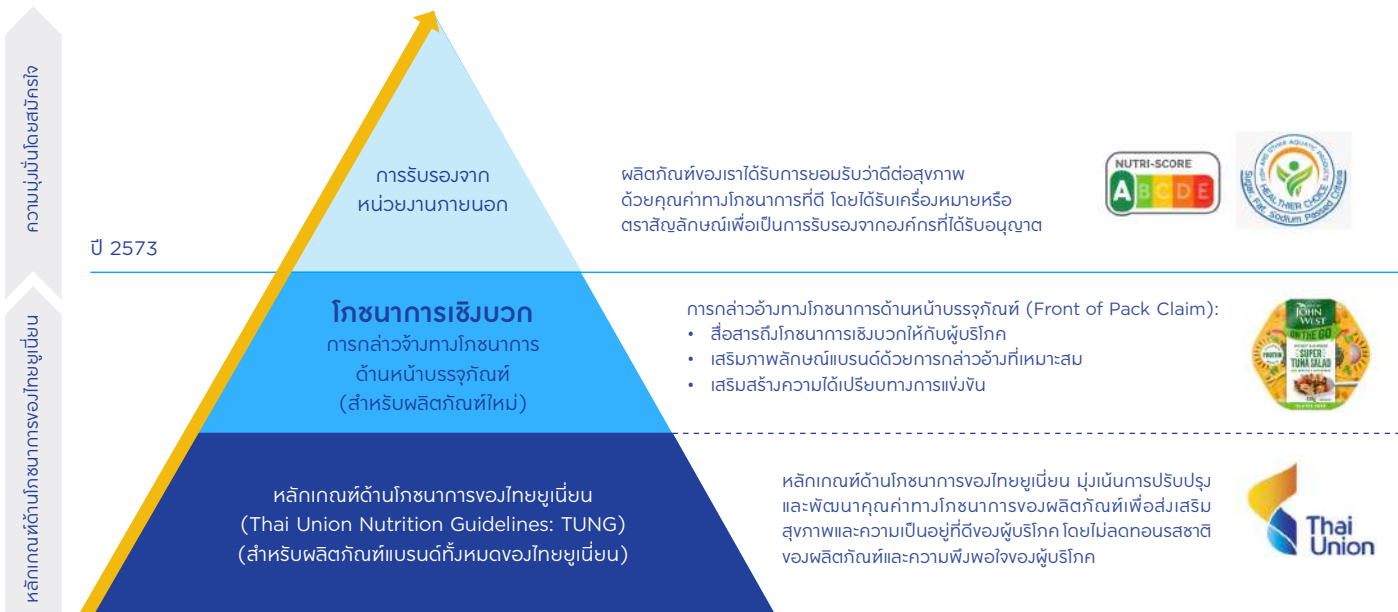 ความมุ่งมั่นโดยสมัครใจ
หลักเกณฑ์ด้านโภชนาการของไทยยูเนี่ยน
ปี 2573
การรับรองจาก
หน่วยงานภายนอก
ผลิตภัณฑ์ของเราได้รับการยอมรับว่าดีต่อสุขภาพ
ด้วยคุณค่าทางโภชนาการที่ดี โดยได้รับเครื่องหมายหรือ
ตราสัญลักษณ์เพื่อเป็นการรับรองจากองค์กรที่ได้รับอนุญาต
NUTRI-SCORE
A B C D E
FISH AND OTHER AQUATIC PRODUCTS
HEALTHIER CHOICE
Sugar, Fat, Sodium Passed Criteria
โภชนาการเชิงบวก
การกล่าวจ้างทางโภชนาการ
ด้านหน้าบรรจุภัณฑ์
(สำหรับผลิตภัณฑ์ใหม่)
การกล่าวอ้างทางโภชนาการด้านหน้าบรรจุภัณฑ์ (Front of Pack Claim):
• สื่อสารถึงโภชนาการเชิงบวกให้กับผู้บริโภค
• เสริมภาพลักษณ์แบรนด์ด้วยการกล่าวอ้างที่เหมาะสม
• เสริมสร้างความได้เปรียบทางการแข่งขัน
JOHN
WEST
ON THE GO
SUPER
TUNA SALAD
PROTEIN
หลักเกณฑ์ด้านโภชนาการของไทยยูเนี่ยน
(Thai Union Nutrition Guidelines: TUNG)
(สำหรับผลิตภัณฑ์แบรนด์ทั้งหมดของไทยยูเนี่ยน)
หลักเกณฑ์ด้านโภชนาการของไทยยูเนี่ยน มุ่งเน้นการปรับปรุง
และพัฒนาคุณค่าทางโภชนาการของผลิตภัณฑ์เพื่อส่งเสริม
สุขภาพและความเป็นอยู่ที่ดีของผู้บริโภค โดยไม่ลดทอนรสชาติ
ของผลิตภัณฑ์และความพึงพอใจของผู้บริโภค
Thai
Union